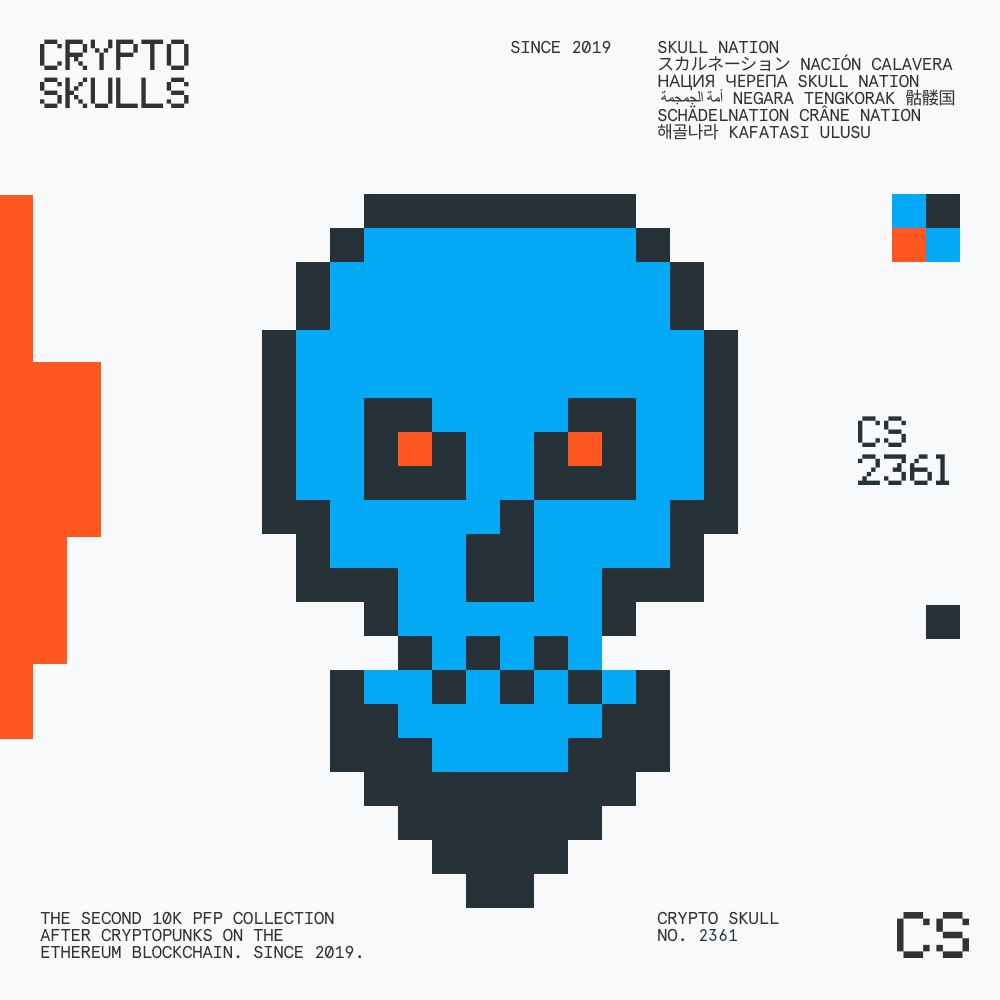 CRYPTO
SKULLS
SINCE 2019
SKULL NATION
スカルネーション NACIÓN CALAVERA
НАЦИЯ ЧЕРЕПА SKULL NATION
أمة الجمجمة NEGARA TENGKORAK 骷髅国
SCHÄDELNATION CRÂNE NATION
해골나라 KAFATASI ULUSU
CS
2361
THE SECOND 10K PFP COLLECTION
AFTER CRYPTOPUNKS ON THE
ETHEREUM BLOCKCHAIN. SINCE 2019.
CRYPTO SKULL
NO. 2361
CS